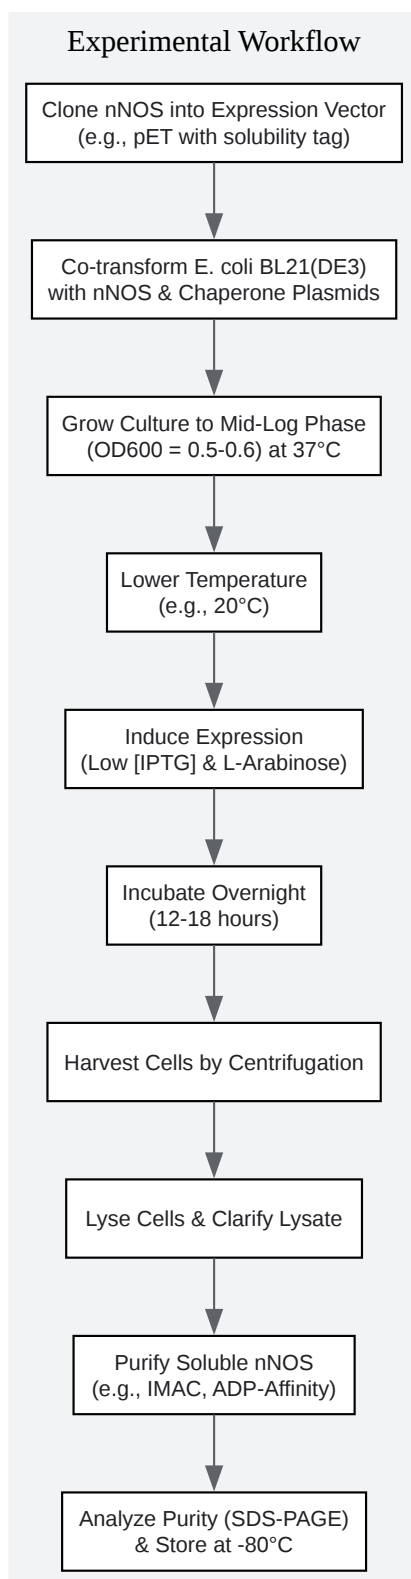 Experimental Workflow
Clone nNOS into Expression Vector
(e.g., pET with solubility tag)
Co-transform E. coli BL21(DE3)
with nNOS & Chaperone Plasmids
Grow Culture to Mid-Log Phase
(OD600 = 0.5-0.6) at 37°C
Lower Temperature
(e.g., 20°C)
Induce Expression
(Low [IPTG] & L-Arabinose)
Incubate Overnight
(12-18 hours)
Harvest Cells by Centrifugation
Lyse Cells & Clarify Lysate
Purify Soluble nNOS
(e.g., IMAC, ADP-Affinity)
Analyze Purity (SDS-PAGE)
& Store at -80°C